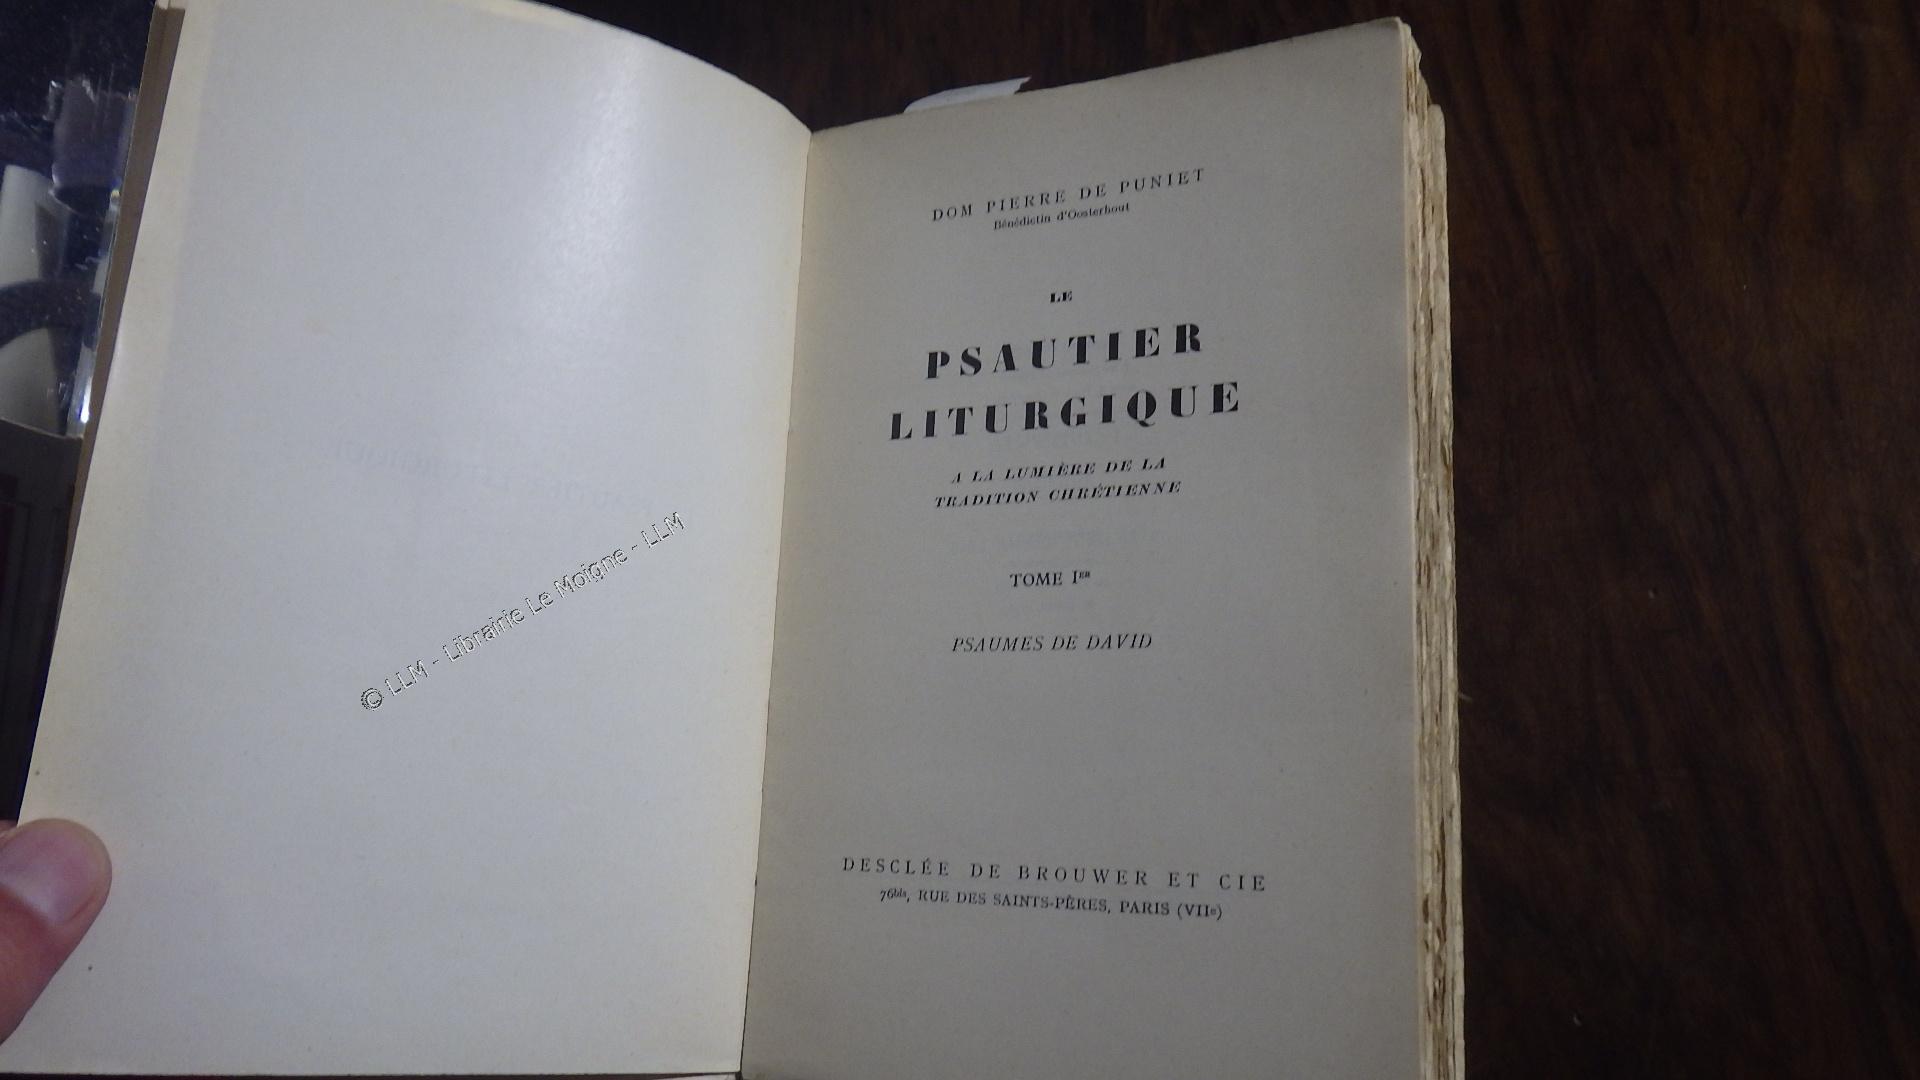 © LLM - Librairie Le Moigne - LLM
DOM PIERRE DE PUNIET
Bénédictin d'Oosterhout
LE
PSAUTIER
LITURGIQUE
A LA LUMIÈRE DE LA
TRADITION CHRÉTIENNE
TOME Iᴱᴿ
PSAUMES DE DAVID
DESCLÉE DE BROUWER ET CIE
76bis, RUE DES SAINTS-PÈRES, PARIS (VIIe)